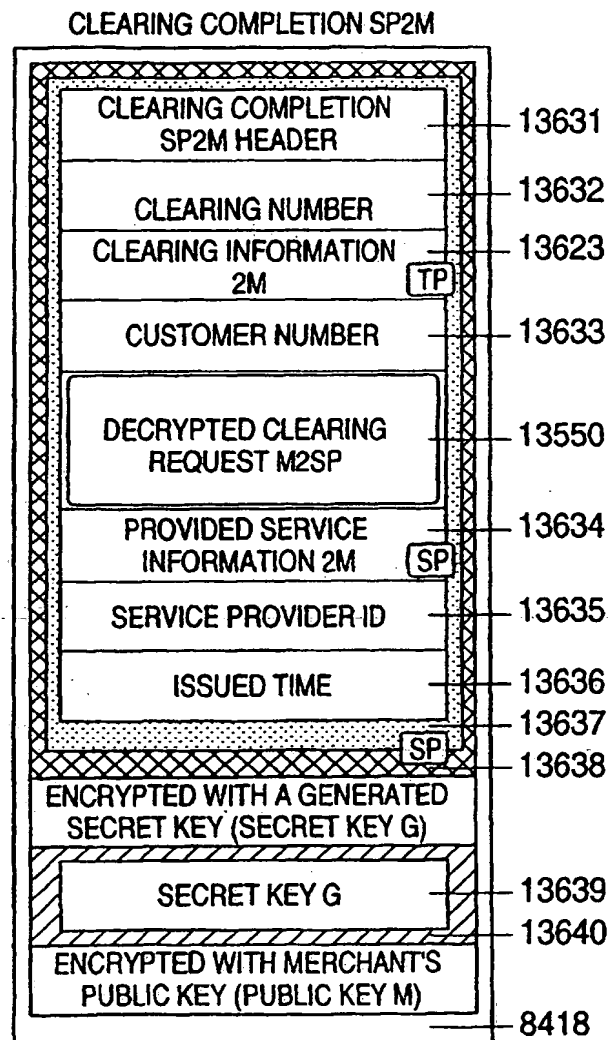 CLEARING COMPLETION SP2M
CLEARING COMPLETION
SP2M HEADER
13631
CLEARING NUMBER
13632
CLEARING INFORMATION
2M
TP
13623
CUSTOMER NUMBER
13633
DECRYPTED CLEARING
REQUEST M2SP
13550
PROVIDED SERVICE
INFORMATION 2M
SP
13634
SERVICE PROVIDER ID
13635
ISSUED TIME
13636
13637
SP
13638
ENCRYPTED WITH A GENERATED
SECRET KEY (SECRET KEY G)
SECRET KEY G
13639
13640
ENCRYPTED WITH MERCHANT'S
PUBLIC KEY (PUBLIC KEY M)
8418